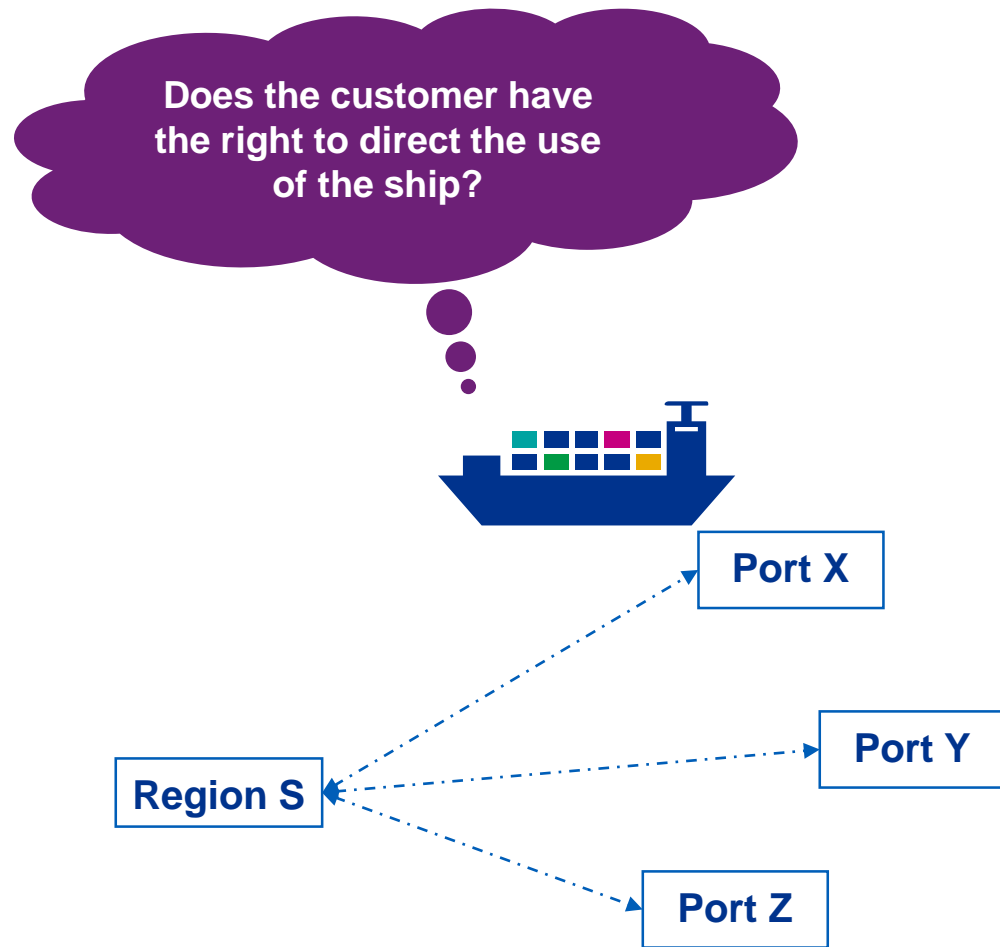 Does the customer have
the right to direct the use
of the ship?
Port X
Port Y
Region S
Port Z